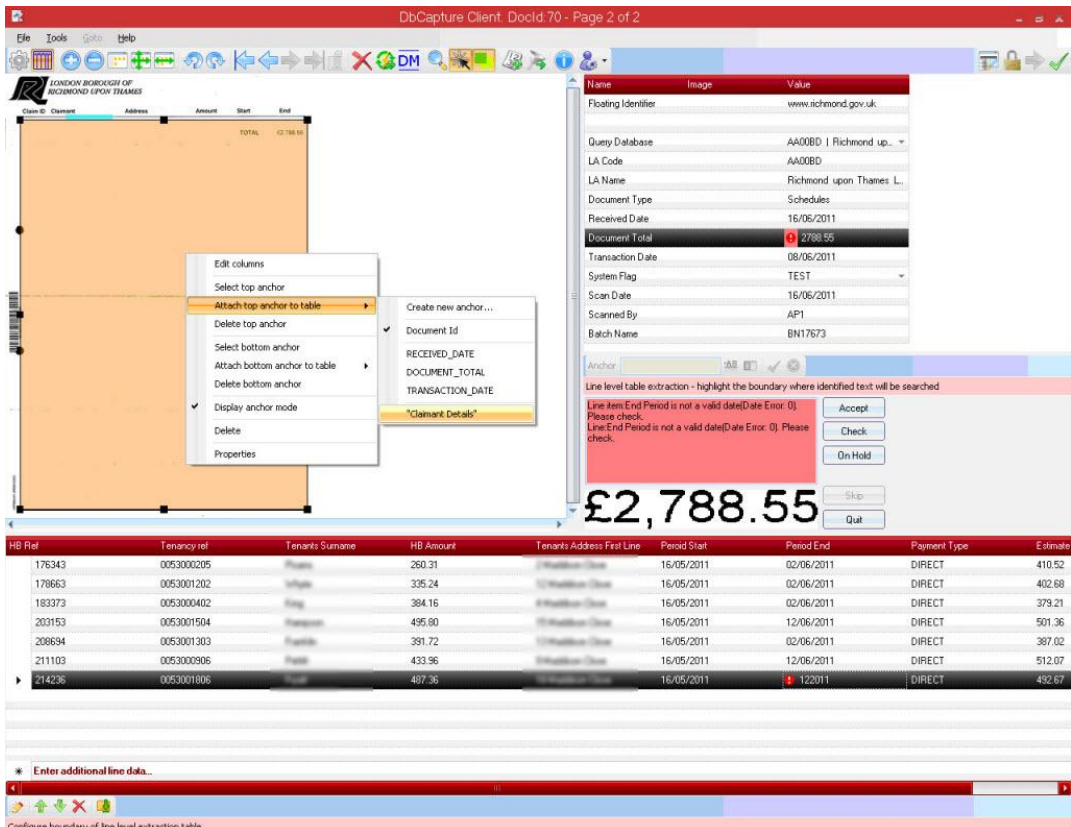 DbCapture Client. DocId:70 - Page 2 of 2
File Tools Goto Help
DM
LONDON BOROUGH OF
RICHMOND UPON THAMES
Claim ID Claimant Address Amount Start End
TOTAL £2,788.55
Edit columns
Select top anchor
Attach top anchor to table
Delete top anchor
Select bottom anchor
Attach bottom anchor to table
Delete bottom anchor
Display anchor mode
Delete
Properties
Create new anchor...
Document Id
RECEIVED_DATE
DOCUMENT_TOTAL
TRANSACTION_DATE
"Claimant Details"
Name Image Value
Floating Identifier www.richmond.gov.uk
Query Database AA00BD | Richmond up...
LA Code AA00BD
LA Name Richmond upon Thames L...
Document Type Schedules
Received Date 16/06/2011
Document Total 2788.55
Transaction Date 08/06/2011
System Flag TEST
Scan Date 16/06/2011
Scanned By AP1
Batch Name BN17673
Anchor
Line level table extraction - highlight the boundary where identified text will be searched
Line item:End Period is not a valid date(Date Error: 0).
Please check.
Line:End Period is not a valid date(Date Error: 0). Please
check.
Accept
Check
On Hold
Skip
Quit
£2,788.55
HB Ref Tenancy ref Tenants Surname HB Amount Tenants Address First Line Peroid Start Period End Payment Type Estimate
176343 0053000205 260.31 16/05/2011 02/06/2011 DIRECT 410.52
178663 0053001202 335.24 16/05/2011 02/06/2011 DIRECT 402.68
183373 0053000402 384.16 16/05/2011 02/06/2011 DIRECT 379.21
203153 0053001504 495.80 16/05/2011 12/06/2011 DIRECT 501.36
208694 0053001303 391.72 16/05/2011 02/06/2011 DIRECT 387.02
211103 0053000906 433.96 16/05/2011 12/06/2011 DIRECT 512.07
214236 0053001806 487.36 16/05/2011 122011 DIRECT 492.67
Enter additional line data...
Configure boundary of line level extraction table